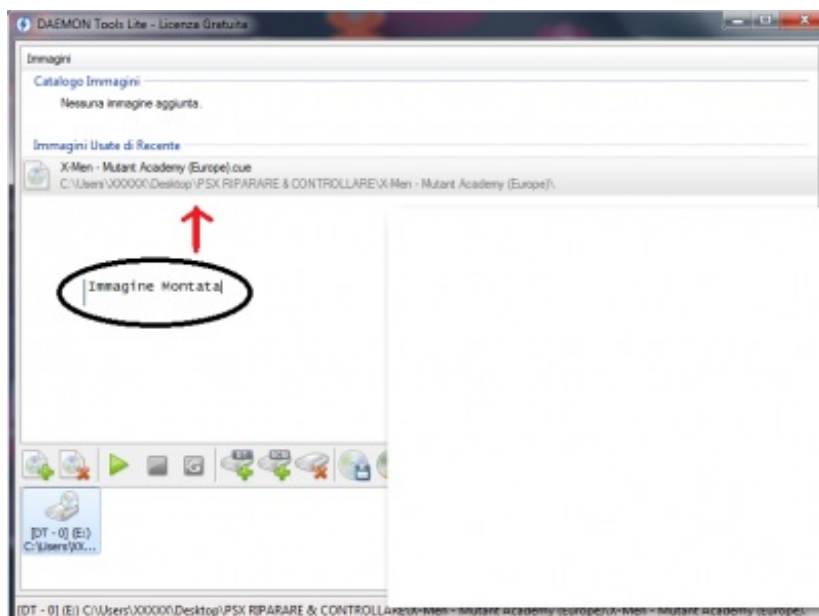 DAEMON Tools Lite - Licenza Gratuita
Immagini
Catalogo Immagini
Nessuna immagine aggiunta.
Immagini Usate di Recente
X-Men - Mutant Academy (Europe).cue
C:\Users\XXXXX\Desktop\PSX RIPARARE & CONTROLLARE\X-Men - Mutant Academy (Europe)\
Immagine Montata
[DT - 0] (E:)
C:\Users\XX...
[DT - 0] (E:) C:\Users\XXXXX\Desktop\PSX RIPARARE & CONTROLLARE\X-Men - Mutant Academy (Europe)\X-Men - Mutant Academy (Europe).